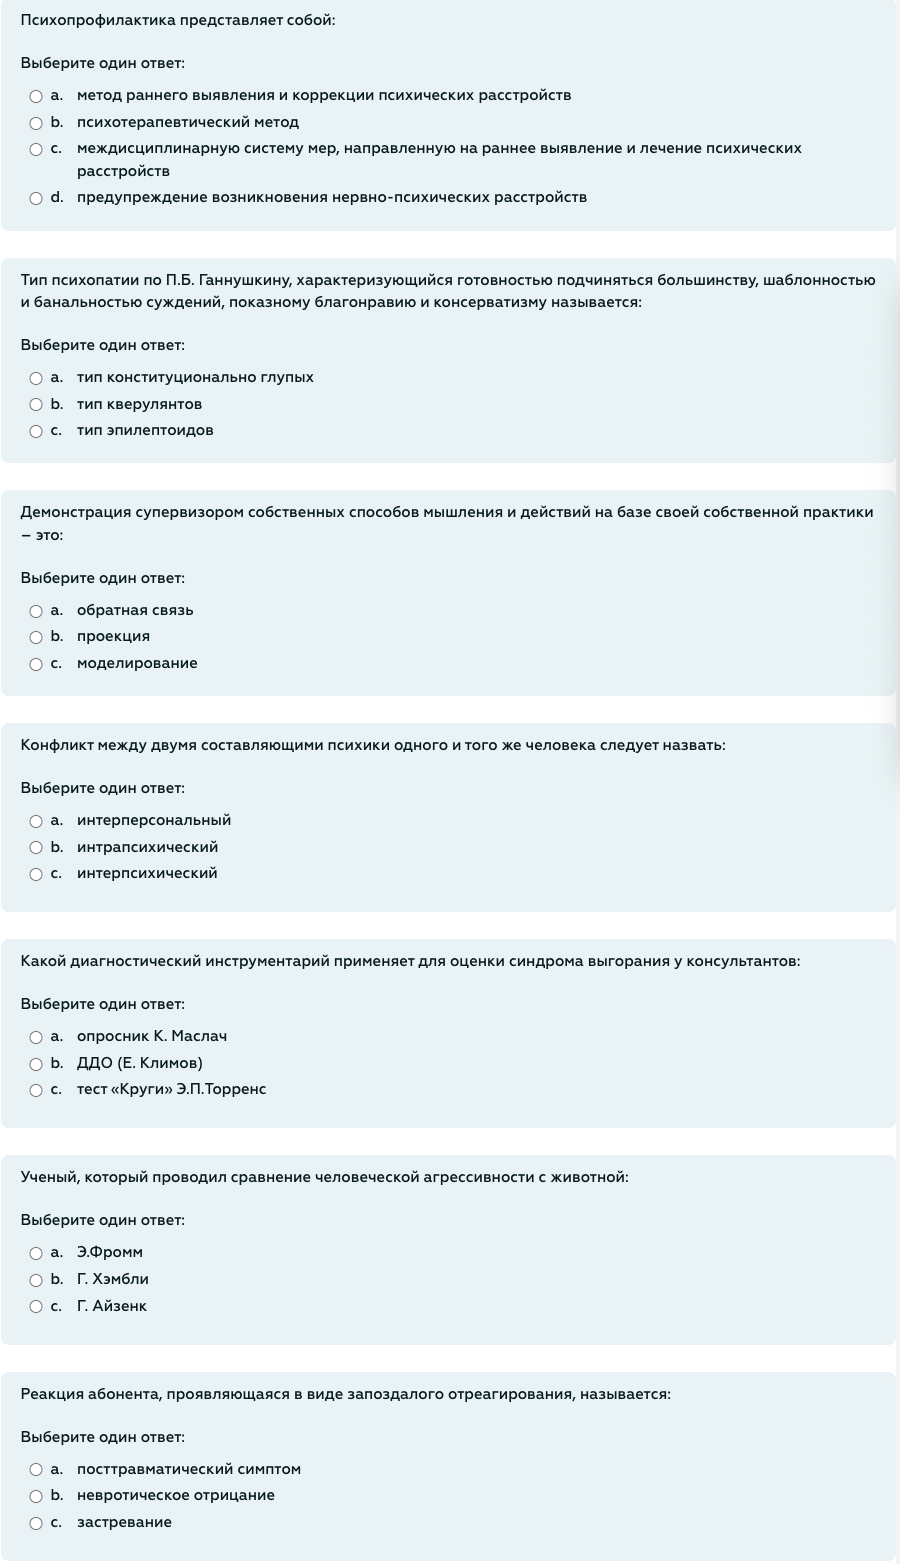 Психопрофилактика представляет собой:
Выберите один ответ:
a. метод раннего выявления и коррекции психических расстройств
b. психотерапевтический метод
c. междисциплинарную систему мер, направленную на раннее выявление и лечение психических
расстройств
d. предупреждение возникновения нервно-психических расстройств
Тип психопатии по П.Б. Ганнушкину, характеризующийся готовностью подчиняться большинству, шаблонностью
и банальностью суждений, показному благонравию и консерватизму называется:
Выберите один ответ:
a. тип конституционально глупых
b. тип кверулянтов
c. тип эпилептоидов
Демонстрация супервизором собственных способов мышления и действий на базе своей собственной практики
– это:
Выберите один ответ:
a. обратная связь
b. проекция
c. моделирование
Конфликт между двумя составляющими психики одного и того же человека следует назвать:
Выберите один ответ:
a. интерперсональный
b. интрапсихический
c. интерпсихический
Какой диагностический инструментарий применяет для оценки синдрома выгорания у консультантов:
Выберите один ответ:
a. опросник К. Маслач
b. ДДО (Е. Климов)
c. тест «Круги» Э.П.Торренс
Ученый, который проводил сравнение человеческой агрессивности с животной:
Выберите один ответ:
a. Э.Фромм
b. Г. Хэмбли
c. Г. Айзенк
Реакция абонента, проявляющаяся в виде запоздалого отреагирования, называется:
Выберите один ответ:
a. посттравматический симптом
b. невротическое отрицание
c. застревание